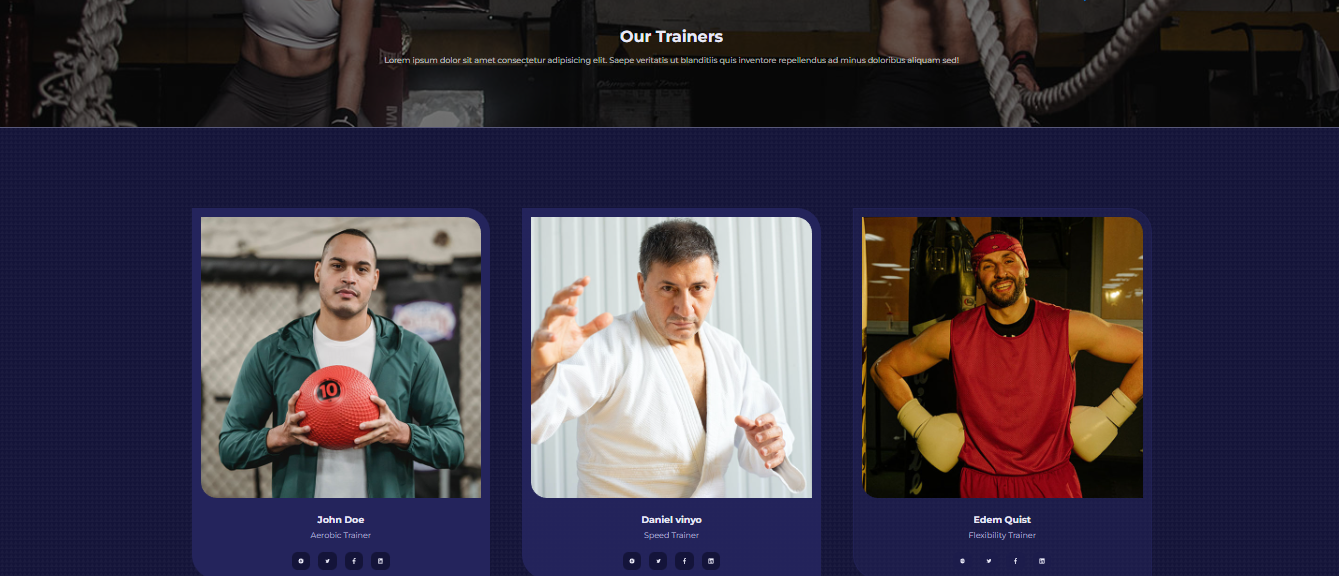 Our Trainers
Lorem ipsum dolor sit amet consectetur adipisicing elit. Saepe veritatis ut blanditiis quis inventore repellendus ad minus doloribus aliquam sed!
10
John Doe
Aerobic Trainer
Daniel vinyo
Speed Trainer
Edem Quist
Flexibility Trainer